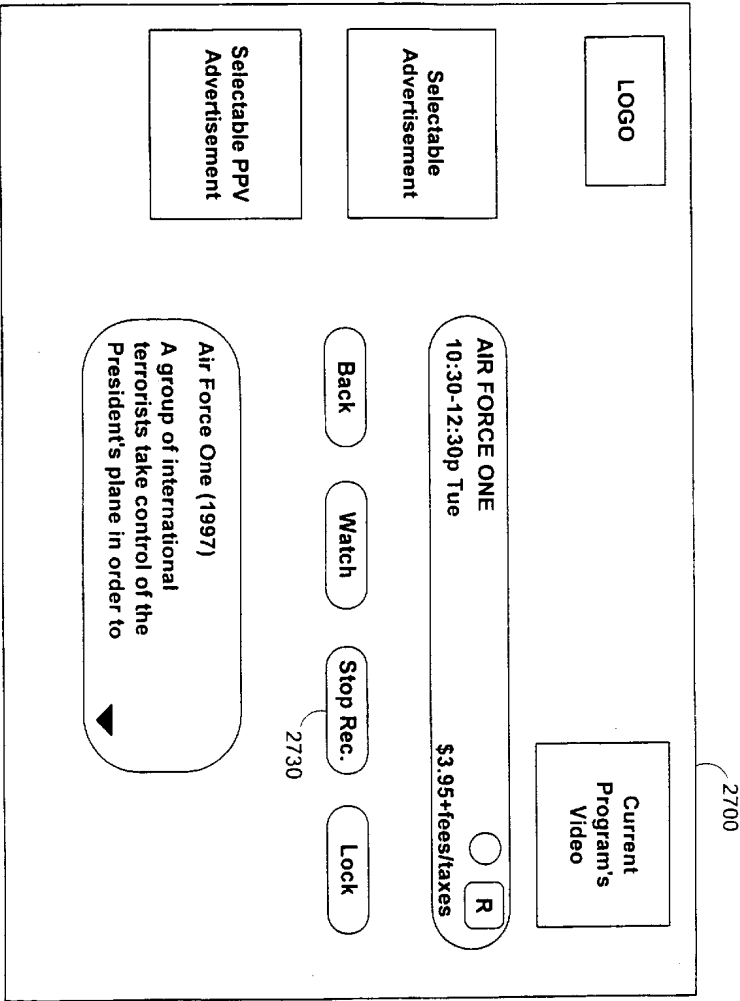 2700
LOGO
Current
Program's
Video
Selectable
Advertisement
AIR FORCE ONE
R
10:30-12:30p Tue
$3.95+fees/taxes
Back
Watch
Stop Rec.
Lock
2730
Selectable PPV
Advertisement
Air Force One (1997)
A group of international
terrorists take control of the
President's plane in order to